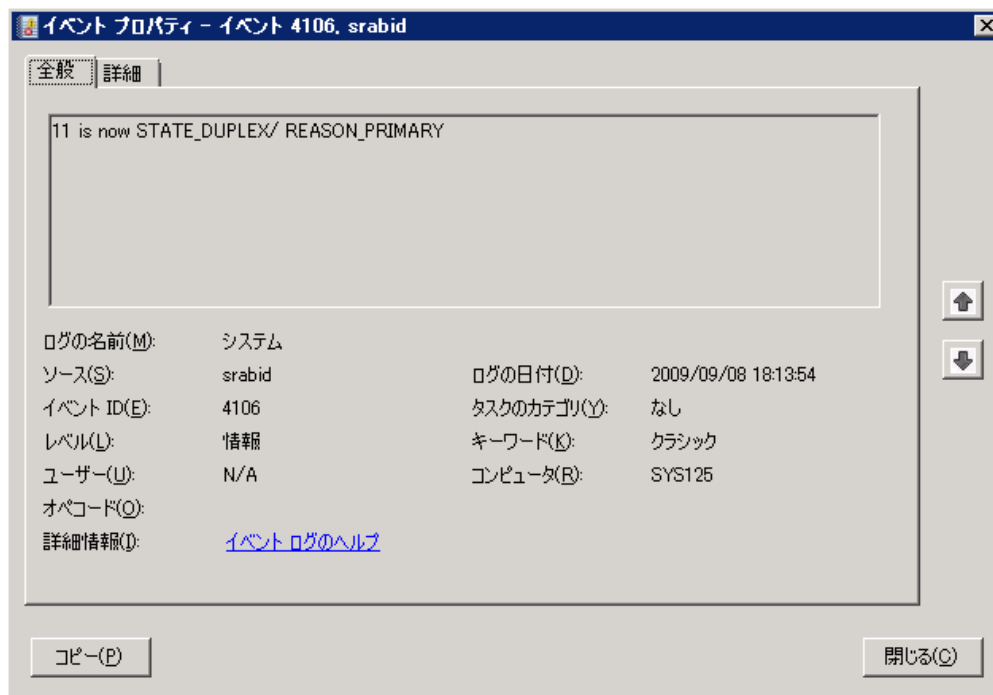 イベント プロパティ - イベント 4106, srabid
全般 詳細
11 is now STATE_DUPLEX/ REASON_PRIMARY
ログの名前(M): システム
ソース(S): srabid ログの日付(D): 2009/09/08 18:13:54
イベント ID(E): 4106 タスクのカテゴリ(Y): なし
レベル(L): 情報 キーワード(K): クラシック
ユーザー(U): N/A コンピュータ(R): SYS125
オペコード(O):
詳細情報(I): イベント ログのヘルプ
コピー(P) 閉じる(C)